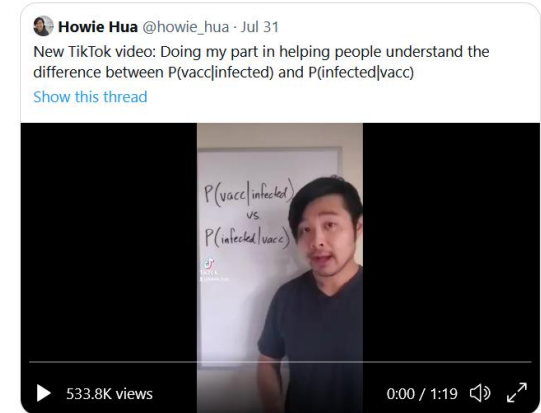 Howie Hua @howie_hua · Jul 31
New TikTok video: Doing my part in helping people understand the
difference between P(vacc|infected) and P(infected|vacc)
Show this thread
P(vacc|infected)
vs.
P(infected|vacc)
TikTok
533.8K views
0:00 / 1:19